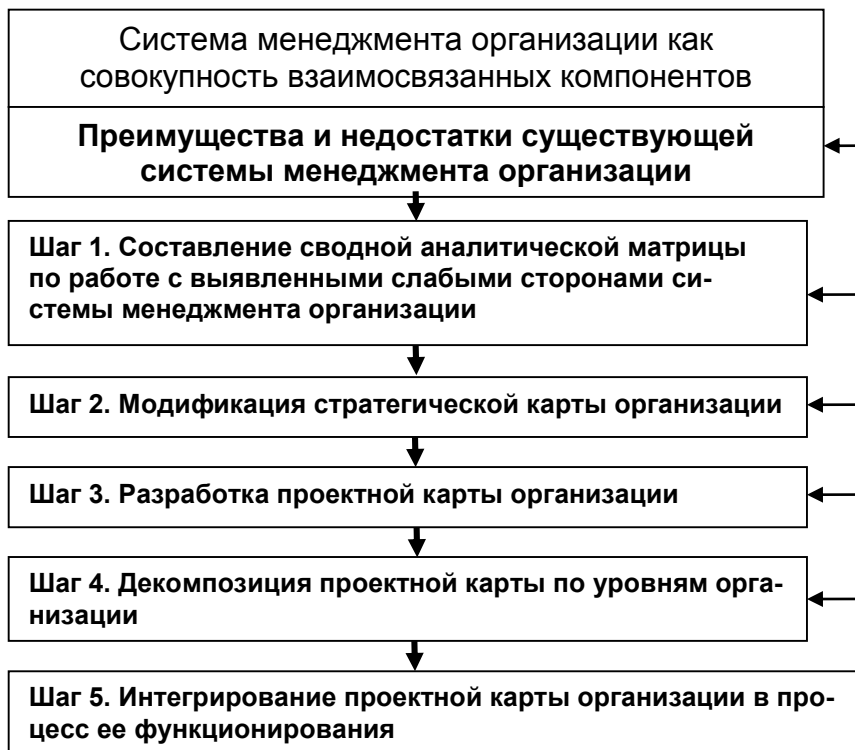 Система менеджмента организации как
совокупность взаимосвязанных компонентов
Преимущества и недостатки существующей
системы менеджмента организации
Шаг 1. Составление сводной аналитической матрицы
по работе с выявленными слабыми сторонами си-
стемы менеджмента организации
Шаг 2. Модификация стратегической карты организации
Шаг 3. Разработка проектной карты организации
Шаг 4. Декомпозиция проектной карты по уровням орга-
низации
Шаг 5. Интегрирование проектной карты организации в про-
цесс ее функционирования